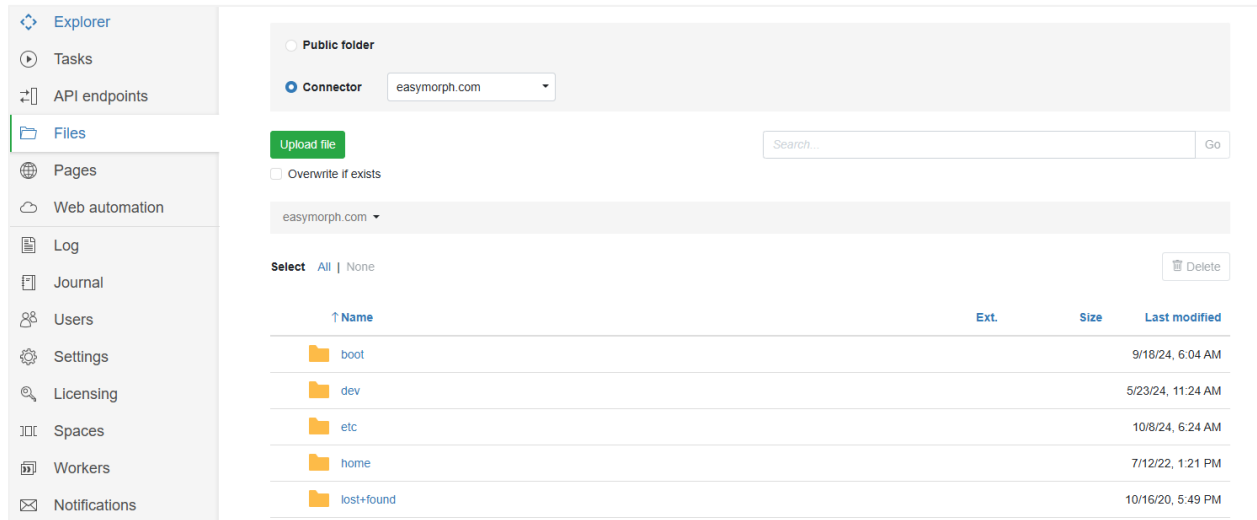 Explorer
Tasks
API endpoints
Files
Pages
Web automation
Log
Journal
Users
Settings
Licensing
Spaces
Workers
Notifications
Public folder
Connector easymorph.com
Upload file Search... Go
Overwrite if exists
easymorph.com
Select All | None Delete
↑ Name Ext. Size Last modified
boot 9/18/24, 6:04 AM
dev 5/23/24, 11:24 AM
etc 10/8/24, 6:24 AM
home 7/12/22, 1:21 PM
lost+found 10/16/20, 5:49 PM